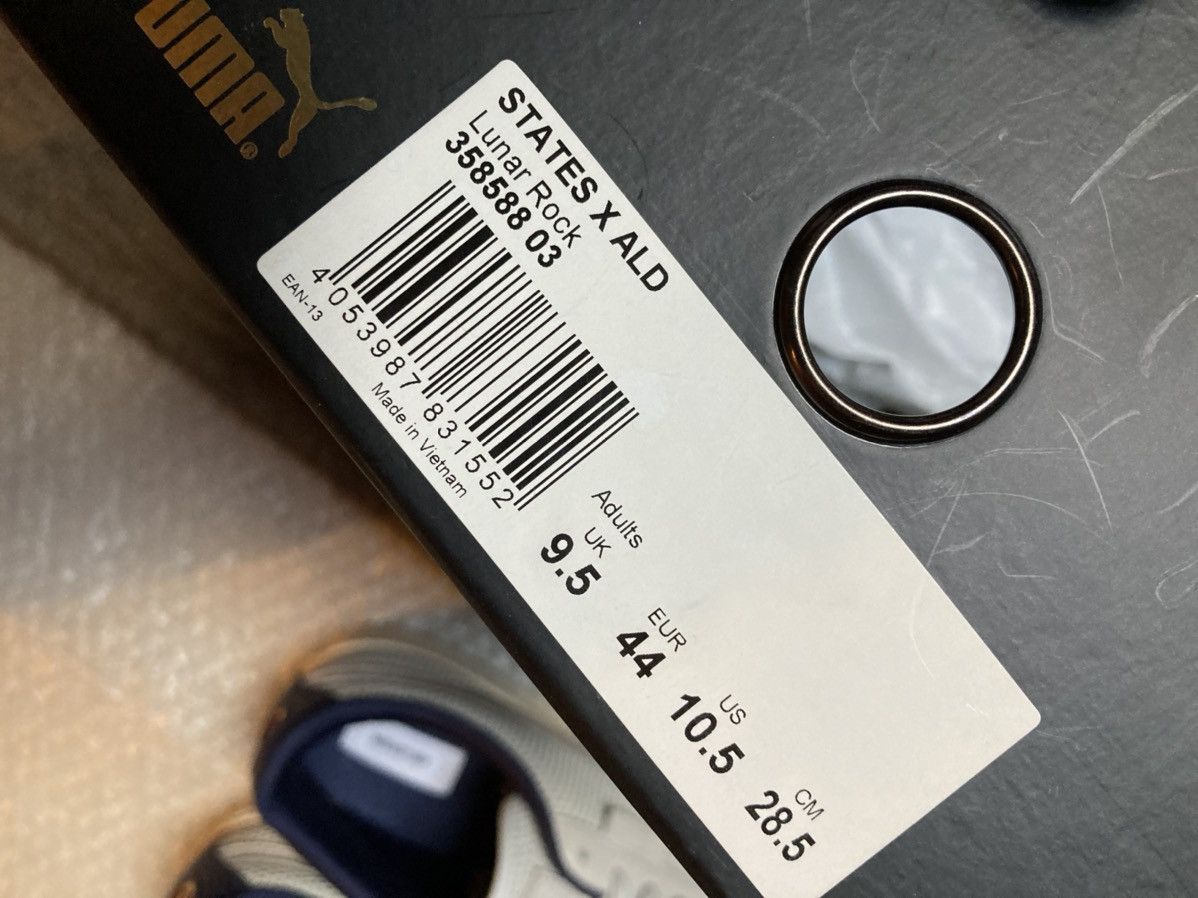 PUMA®
STATES X ALD
Lunar Rock
358588 03
4 053987 831552
EAN-13
Made in Vietnam
Adults
UK
9.5
EUR
44
US
10.5
CM
28.5